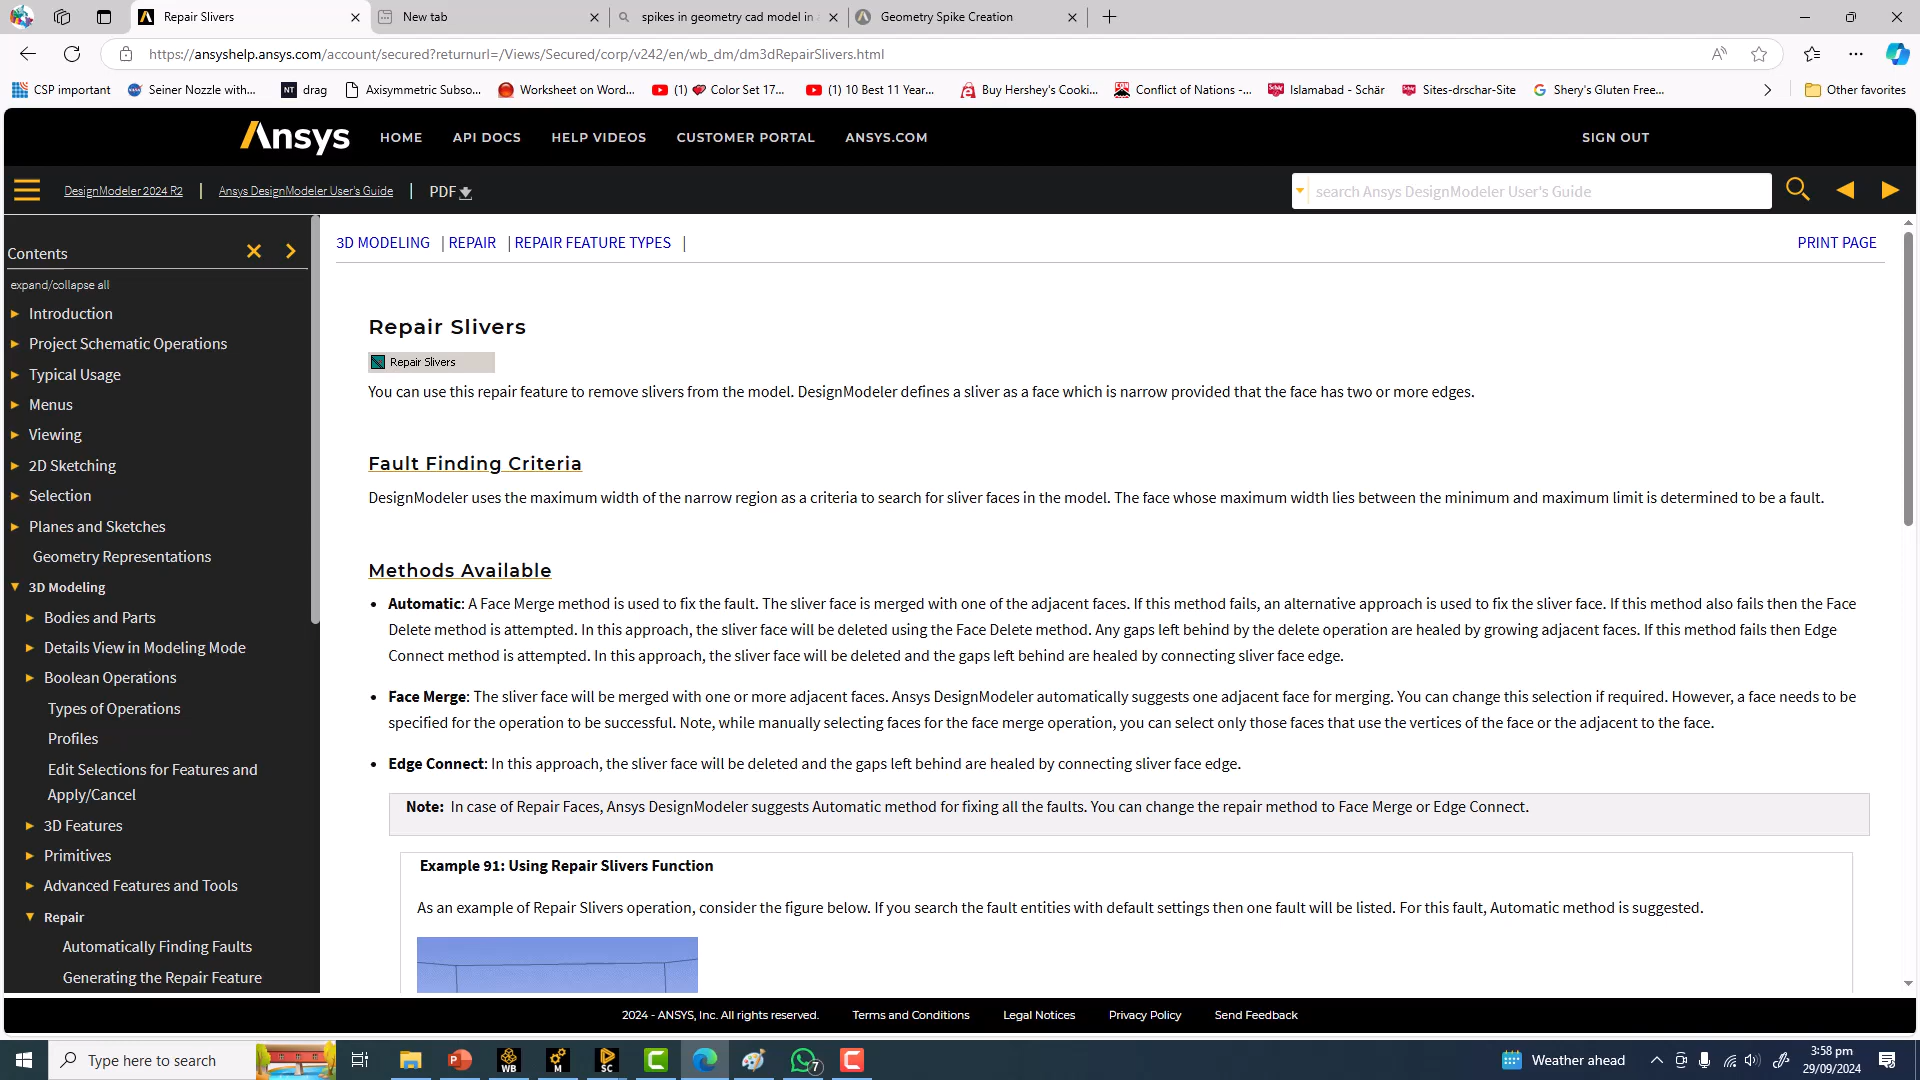 Repair Slivers
New tab
spikes in geometry cad model in
Geometry Spike Creation
https://ansyshelp.ansys.com/account/secured?returnurl=/Views/Secured/corp/v242/en/wb_dm/dm3dRepairSlivers.html
CSP important
Seiner Nozzle with...
NT drag
Axisymmetric Subso...
Worksheet on Word...
(1) Color Set 17...
(1) 10 Best 11 Year...
Buy Hershey's Cooki...
Conflict of Nations -...
Islamabad - Schär
Sites-drschar-Site
Shery's Gluten Free...
Other favorites
Ansys
HOME
API DOCS
HELP VIDEOS
CUSTOMER PORTAL
ANSYS.COM
SIGN OUT
DesignModeler 2024 R2 | Ansys DesignModeler User's Guide | PDF
search Ansys DesignModeler User's Guide
Contents
expand/collapse all
Introduction
Project Schematic Operations
Typical Usage
Menus
Viewing
2D Sketching
Selection
Planes and Sketches
Geometry Representations
3D Modeling
Bodies and Parts
Details View in Modeling Mode
Boolean Operations
Types of Operations
Profiles
Edit Selections for Features and
Apply/Cancel
3D Features
Primitives
Advanced Features and Tools
Repair
Automatically Finding Faults
Generating the Repair Feature
3D MODELING | REPAIR | REPAIR FEATURE TYPES |
PRINT PAGE
Repair Slivers
Repair Slivers
You can use this repair feature to remove slivers from the model. DesignModeler defines a sliver as a face which is narrow provided that the face has two or more edges.
Fault Finding Criteria
DesignModeler uses the maximum width of the narrow region as a criteria to search for sliver faces in the model. The face whose maximum width lies between the minimum and maximum limit is determined to be a fault.
Methods Available
• Automatic: A Face Merge method is used to fix the fault. The sliver face is merged with one of the adjacent faces. If this method fails, an alternative approach is used to fix the sliver face. If this method also fails then the Face
Delete method is attempted. In this approach, the sliver face will be deleted using the Face Delete method. Any gaps left behind by the delete operation are healed by growing adjacent faces. If this method fails then Edge
Connect method is attempted. In this approach, the sliver face will be deleted and the gaps left behind are healed by connecting sliver face edge.
• Face Merge: The sliver face will be merged with one or more adjacent faces. Ansys DesignModeler automatically suggests one adjacent face for merging. You can change this selection if required. However, a face needs to be
specified for the operation to be successful. Note, while manually selecting faces for the face merge operation, you can select only those faces that use the vertices of the face or the adjacent to the face.
• Edge Connect: In this approach, the sliver face will be deleted and the gaps left behind are healed by connecting sliver face edge.
Note: In case of Repair Faces, Ansys DesignModeler suggests Automatic method for fixing all the faults. You can change the repair method to Face Merge or Edge Connect.
Example 91: Using Repair Slivers Function
As an example of Repair Slivers operation, consider the figure below. If you search the fault entities with default settings then one fault will be listed. For this fault, Automatic method is suggested.
2024 - ANSYS, Inc. All rights reserved.
Terms and Conditions
Legal Notices
Privacy Policy
Send Feedback
Type here to search
WB
M
SC
7
Weather ahead
3:58 pm
29/09/2024